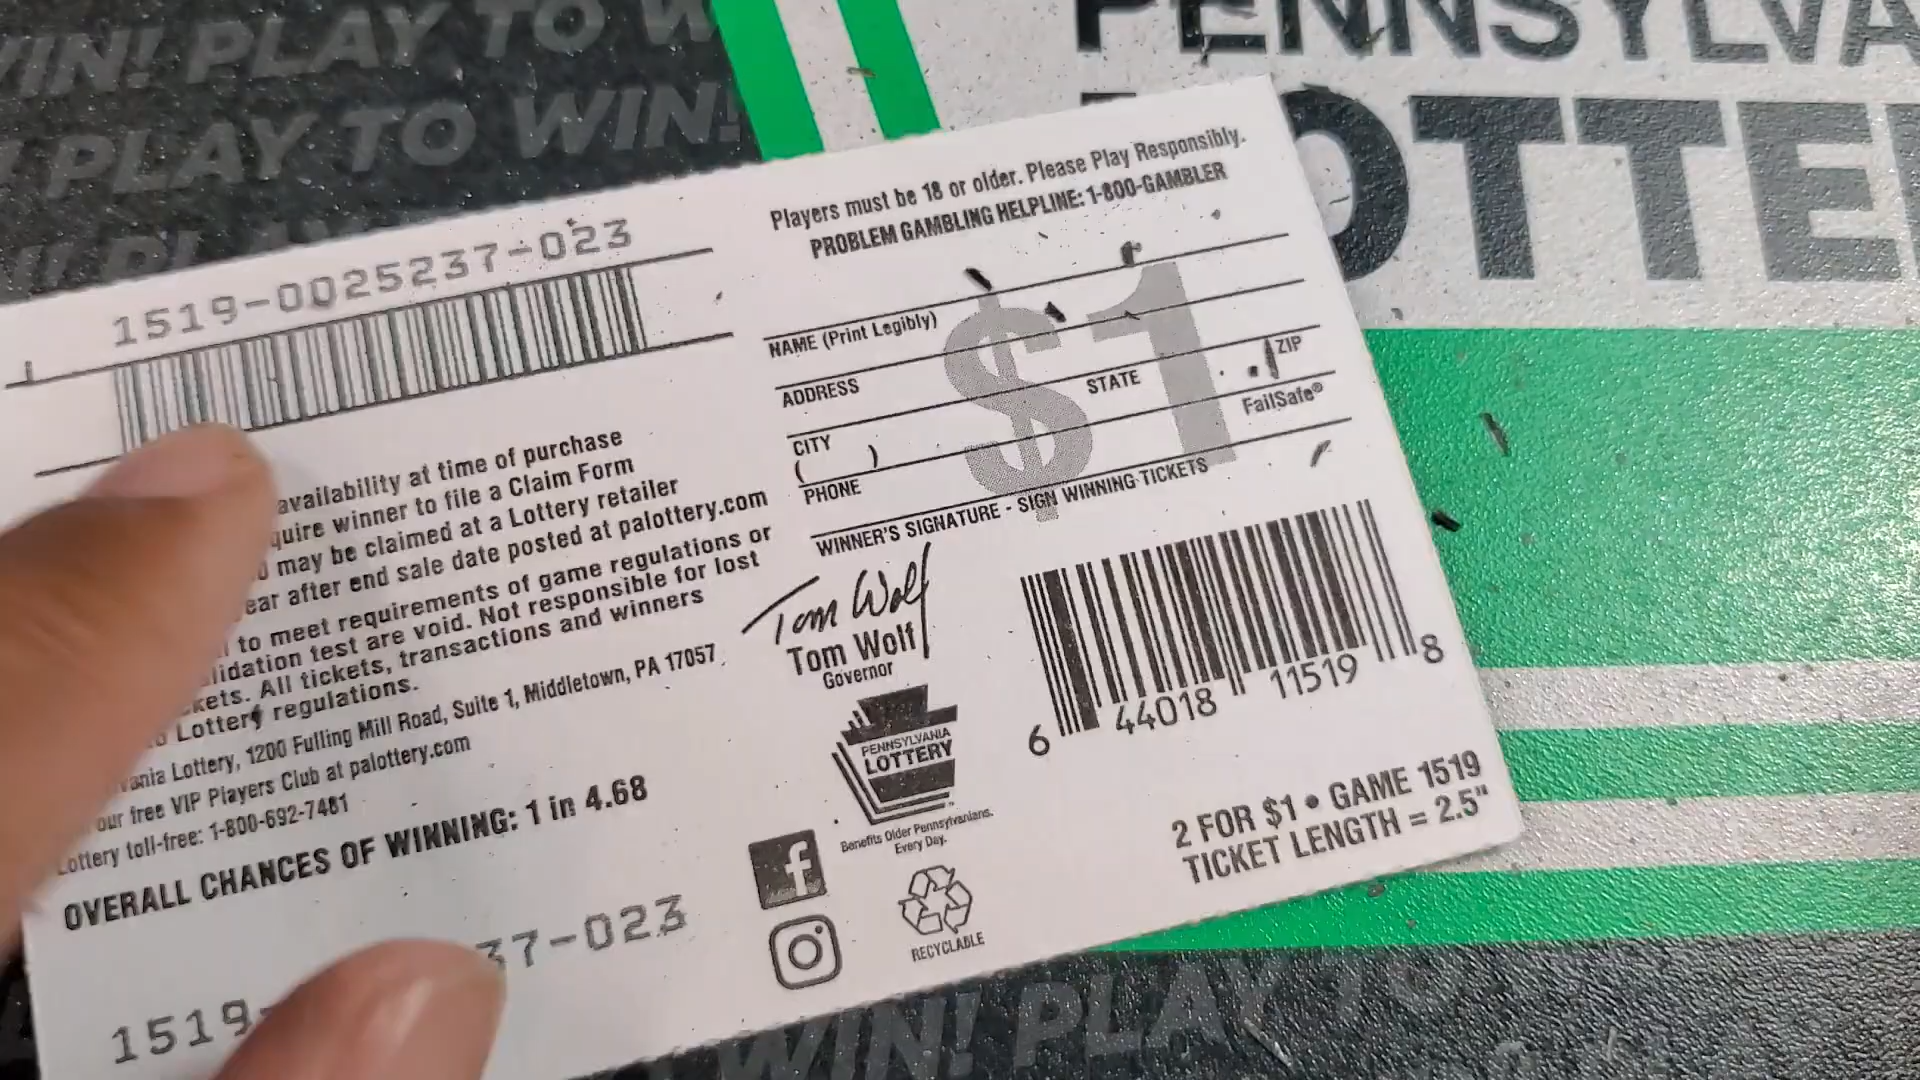 WIN! PLAY TO W
PLAY TO WIN!
PENNSYLVA
LOTTE
Players must be 18 or older. Please Play Responsibly.
PROBLEM GAMBLING HELPLINE: 1-800-GAMBLER
1519-0025237-023
$1
NAME (Print Legibly)
ADDRESS
CITY STATE ZIP
( )
PHONE
FailSafe®
WINNER'S SIGNATURE - SIGN WINNING TICKETS
availability at time of purchase
quire winner to file a Claim Form
may be claimed at a Lottery retailer
ear after end sale date posted at palottery.com
to meet requirements of game regulations or
lidation test are void. Not responsible for lost
kets. All tickets, transactions and winners
Lottery regulations.
vania Lottery, 1200 Fulling Mill Road, Suite 1, Middletown, PA 17057
our free VIP Players Club at palottery.com
Lottery toll-free: 1-800-692-7481
OVERALL CHANCES OF WINNING: 1 in 4.68
1519- 37-023
Tom Wolf
Tom Wolf
Governor
PENNSYLVANIA
LOTTERY
Benefits Older Pennsylvanians.
Every Day.
f
RECYCLABLE
6 44018 11519 8
2 FOR $1 • GAME 1519
TICKET LENGTH = 2.5"
WIN! PLAY TO